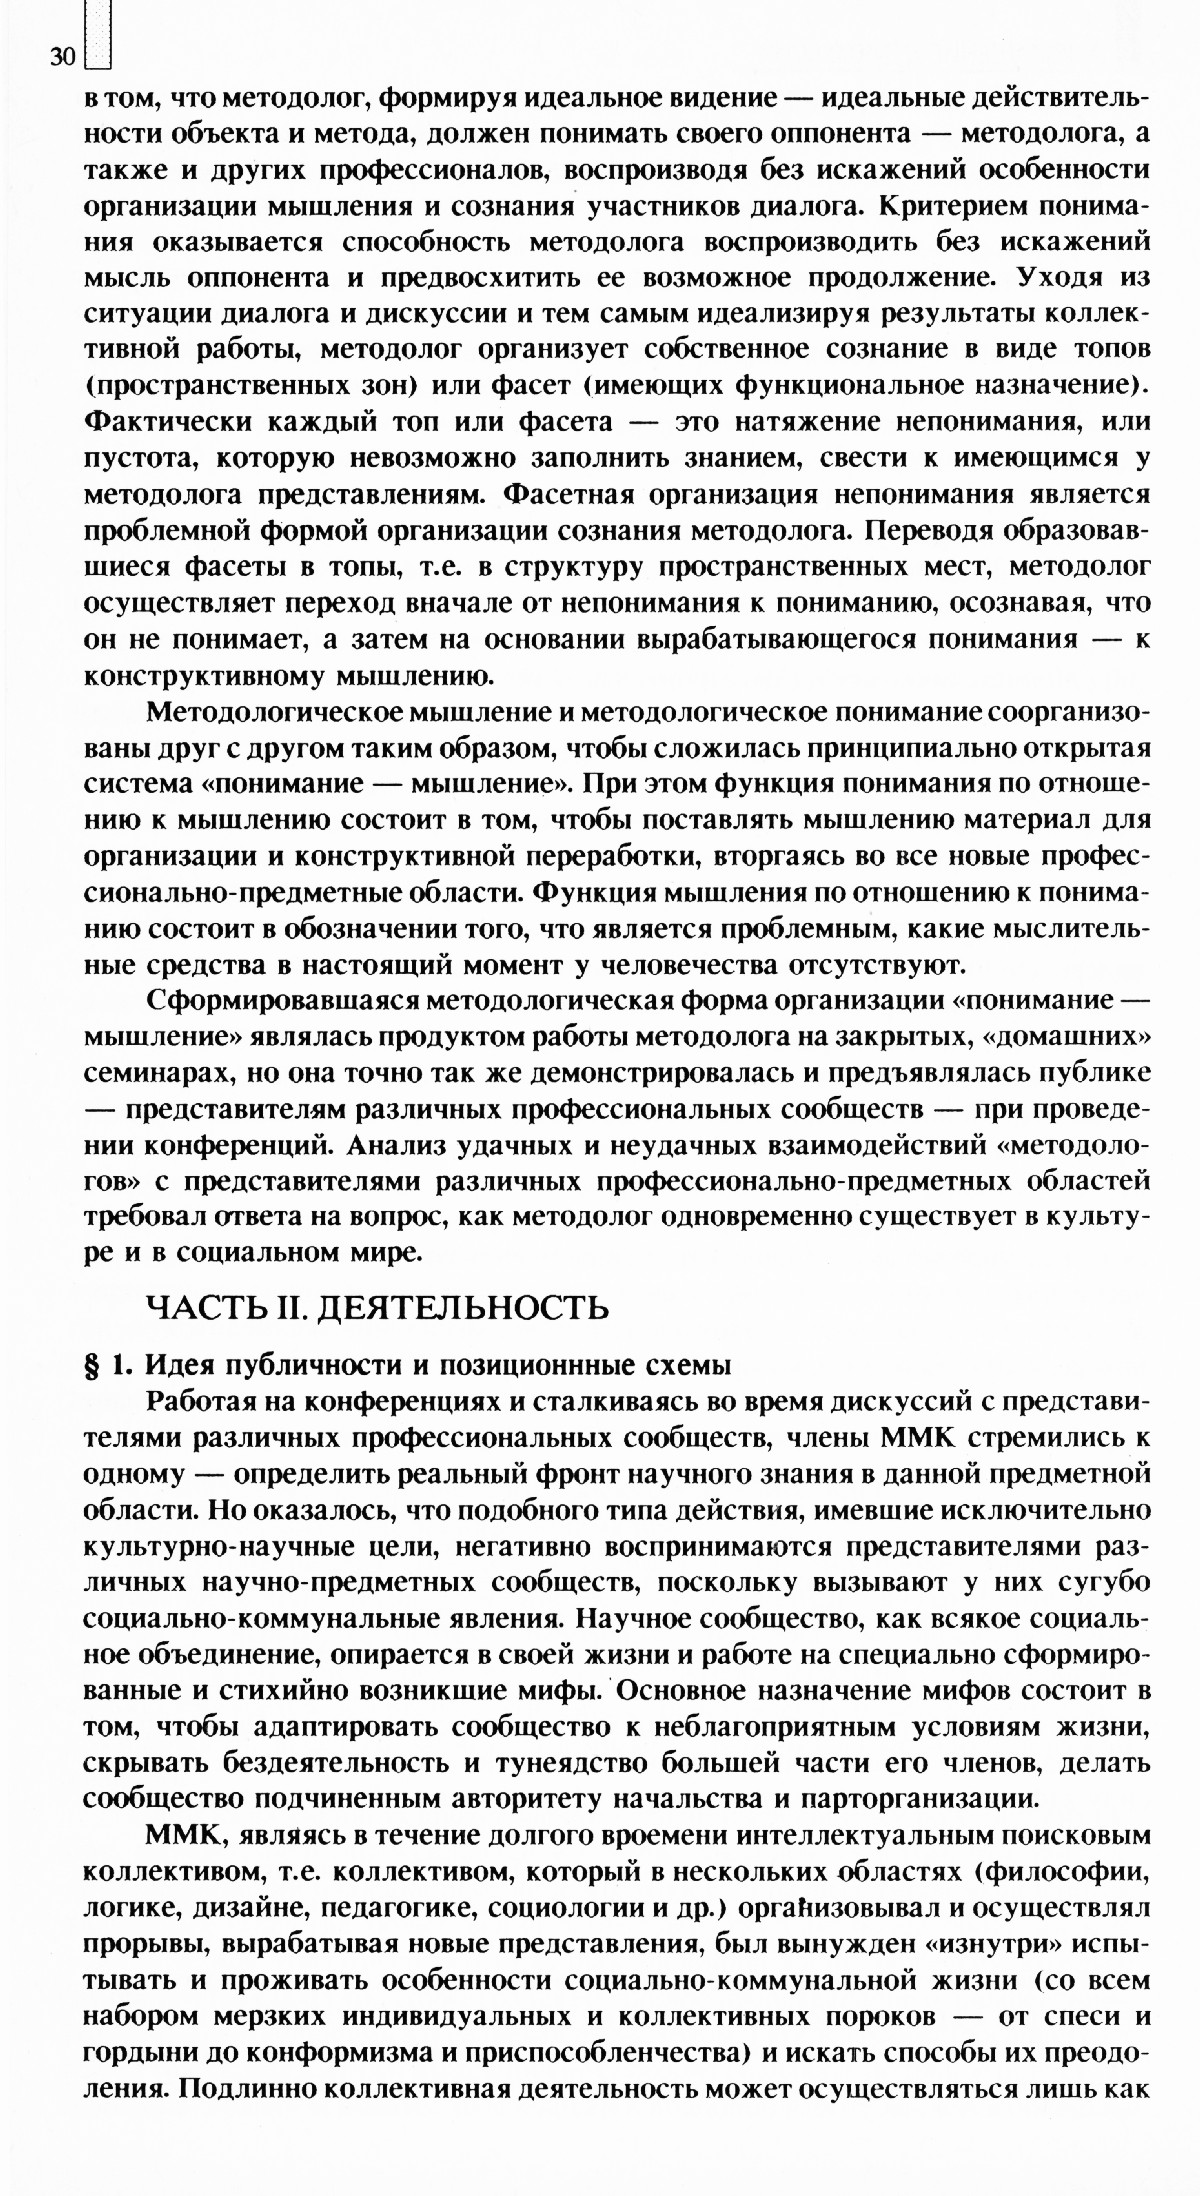 30
в том, что методолог, формируя идеальное видение — идеальные действитель-
ности объекта и метода, должен понимать своего оппонента — методолога, а
также и других профессионалов, воспроизводя без искажений особенности
организации мышления и сознания участников диалога. Критерием понима-
ния оказывается способность методолога воспроизводить без искажений
мысль оппонента и предвосхитить ее возможное продолжение. Уходя из
ситуации диалога и дискуссии и тем самым идеализируя результаты коллек-
тивной работы, методолог организует собственное сознание в виде топов
(пространственных зон) или фасет (имеющих функциональное назначение).
Фактически каждый топ или фасета — это натяжение непонимания, или
пустота, которую невозможно заполнить знанием, свести к имеющимся у
методолога представлениям. Фасетная организация непонимания является
проблемной формой организации сознания методолога. Переводя образовав-
шиеся фасеты в топы, т.е. в структуру пространственных мест, методолог
осуществляет переход вначале от непонимания к пониманию, осознавая, что
он не понимает, а затем на основании вырабатывающегося понимания — к
конструктивному мышлению.
Методологическое мышление и методологическое понимание соорганизо-
ваны друг с другом таким образом, чтобы сложилась принципиально открытая
система «понимание — мышление». При этом функция понимания по отноше-
нию к мышлению состоит в том, чтобы поставлять мышлению материал для
организации и конструктивной переработки, вторгаясь во все новые профес-
сионально-предметные области. Функция мышления по отношению к понима-
нию состоит в обозначении того, что является проблемным, какие мыслитель-
ные средства в настоящий момент у человечества отсутствуют.
Сформировавшаяся методологическая форма организации «понимание —
мышление» являлась продуктом работы методолога на закрытых, «домашних»
семинарах, но она точно так же демонстрировалась и предъявлялась публике
— представителям различных профессиональных сообществ — при проведе-
нии конференций. Анализ удачных и неудачных взаимодействий «методоло-
гов» с представителями различных профессионально-предметных областей
требовал ответа на вопрос, как методолог одновременно существует в культу-
ре и в социальном мире.
ЧАСТЬ II. ДЕЯТЕЛЬНОСТЬ
§ 1. Идея публичности и позиционнные схемы
Работая на конференциях и сталкиваясь во время дискуссий с представи-
телями различных профессиональных сообществ, члены ММК стремились к
одному — определить реальный фронт научного знания в данной предметной
области. Но оказалось, что подобного типа действия, имевшие исключительно
культурно-научные цели, негативно воспринимаются представителями раз-
личных научно-предметных сообществ, поскольку вызывают у них сугубо
социально-коммунальные явления. Научное сообщество, как всякое социаль-
ное объединение, опирается в своей жизни и работе на специально сформиро-
ванные и стихийно возникшие мифы. Основное назначение мифов состоит в
том, чтобы адаптировать сообщество к неблагоприятным условиям жизни,
скрывать бездеятельность и тунеядство большей части его членов, делать
сообщество подчиненным авторитету начальства и парторганизации.
ММК, являясь в течение долгого вроемени интеллектуальным поисковым
коллективом, т.е. коллективом, который в нескольких областях (философии,
логике, дизайне, педагогике, социологии и др.) организовывал и осуществлял
прорывы, вырабатывая новые представления, был вынужден «изнутри» испы-
тывать и проживать особенности социально-коммунальной жизни (со всем
набором мерзких индивидуальных и коллективных пороков — от спеси и
гордыни до конформизма и приспособленчества) и искать способы их преодо-
ления. Подлинно коллективная деятельность может осуществляться лишь как